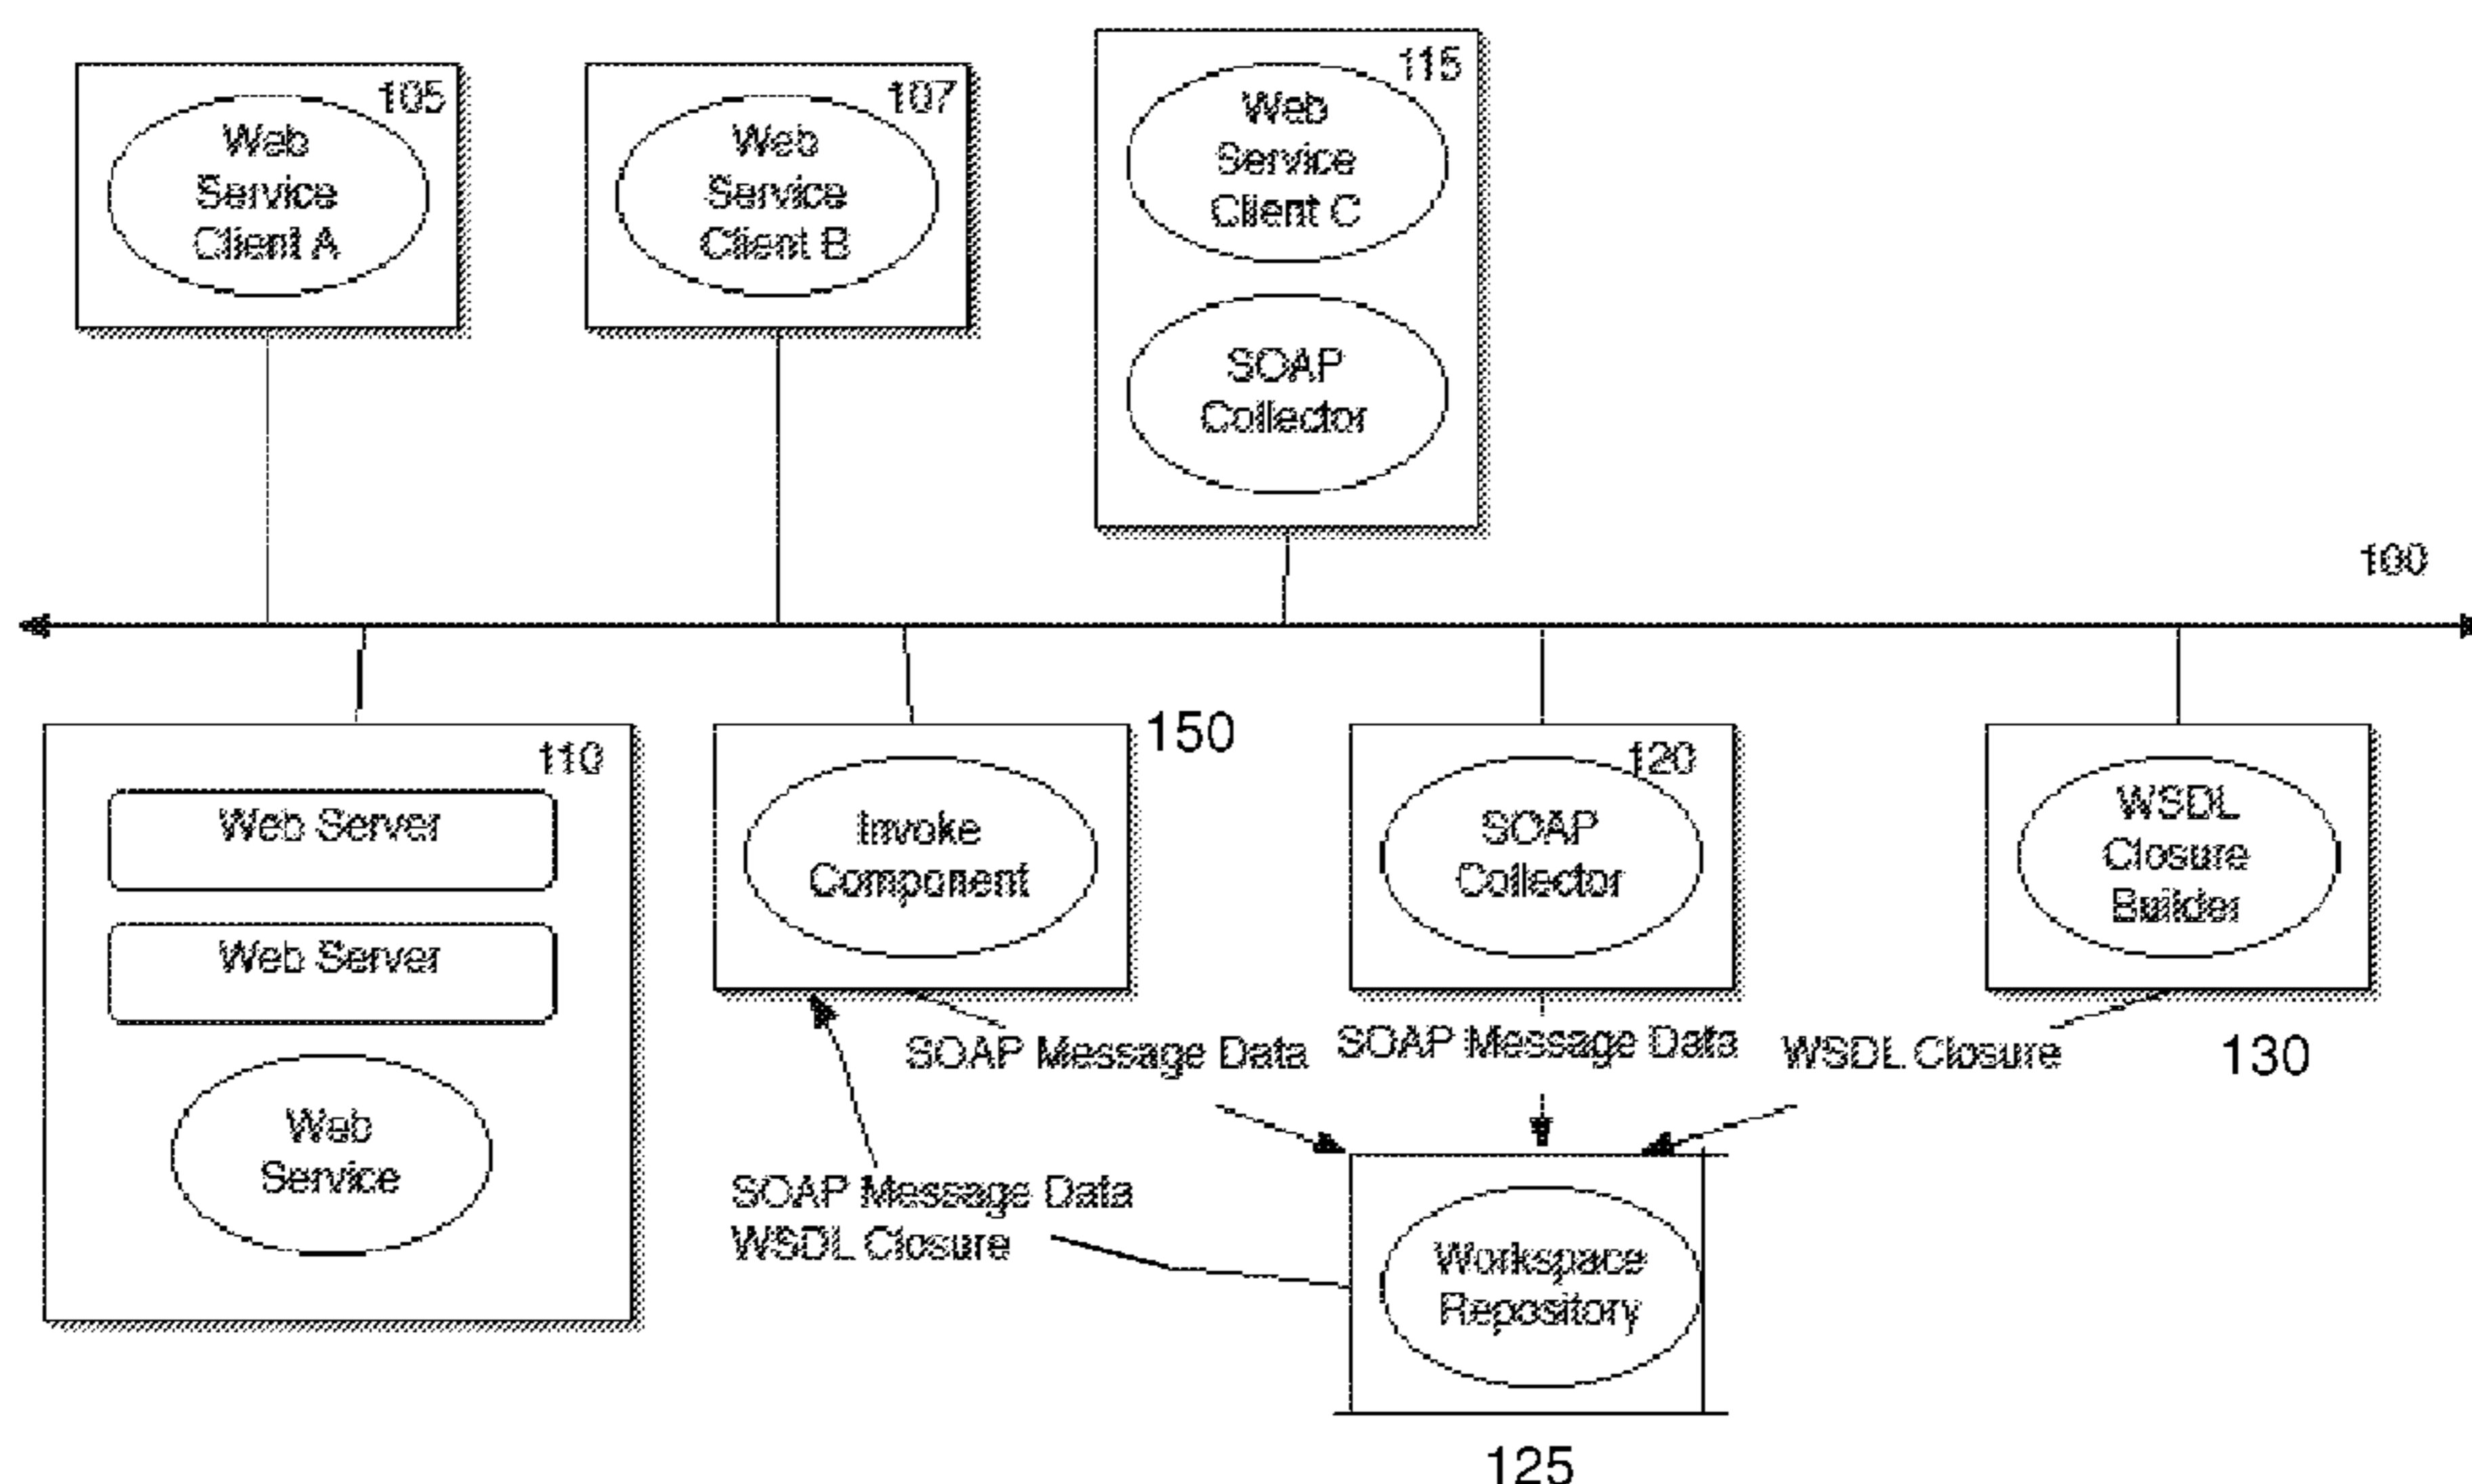 105
Web
Service
Client A
107
Web
Service
Client B
115
Web
Service
Client C
SOAP
Collector
100
110
Web Server
Web Server
Web
Service
150
Invoke
Component
120
SOAP
Collector
WSDL
Closure
Builder
130
SOAP Message Data
SOAP Message Data
WSDL Closure
SOAP Message Data
WSDL Closure
Workspace
Repository
125